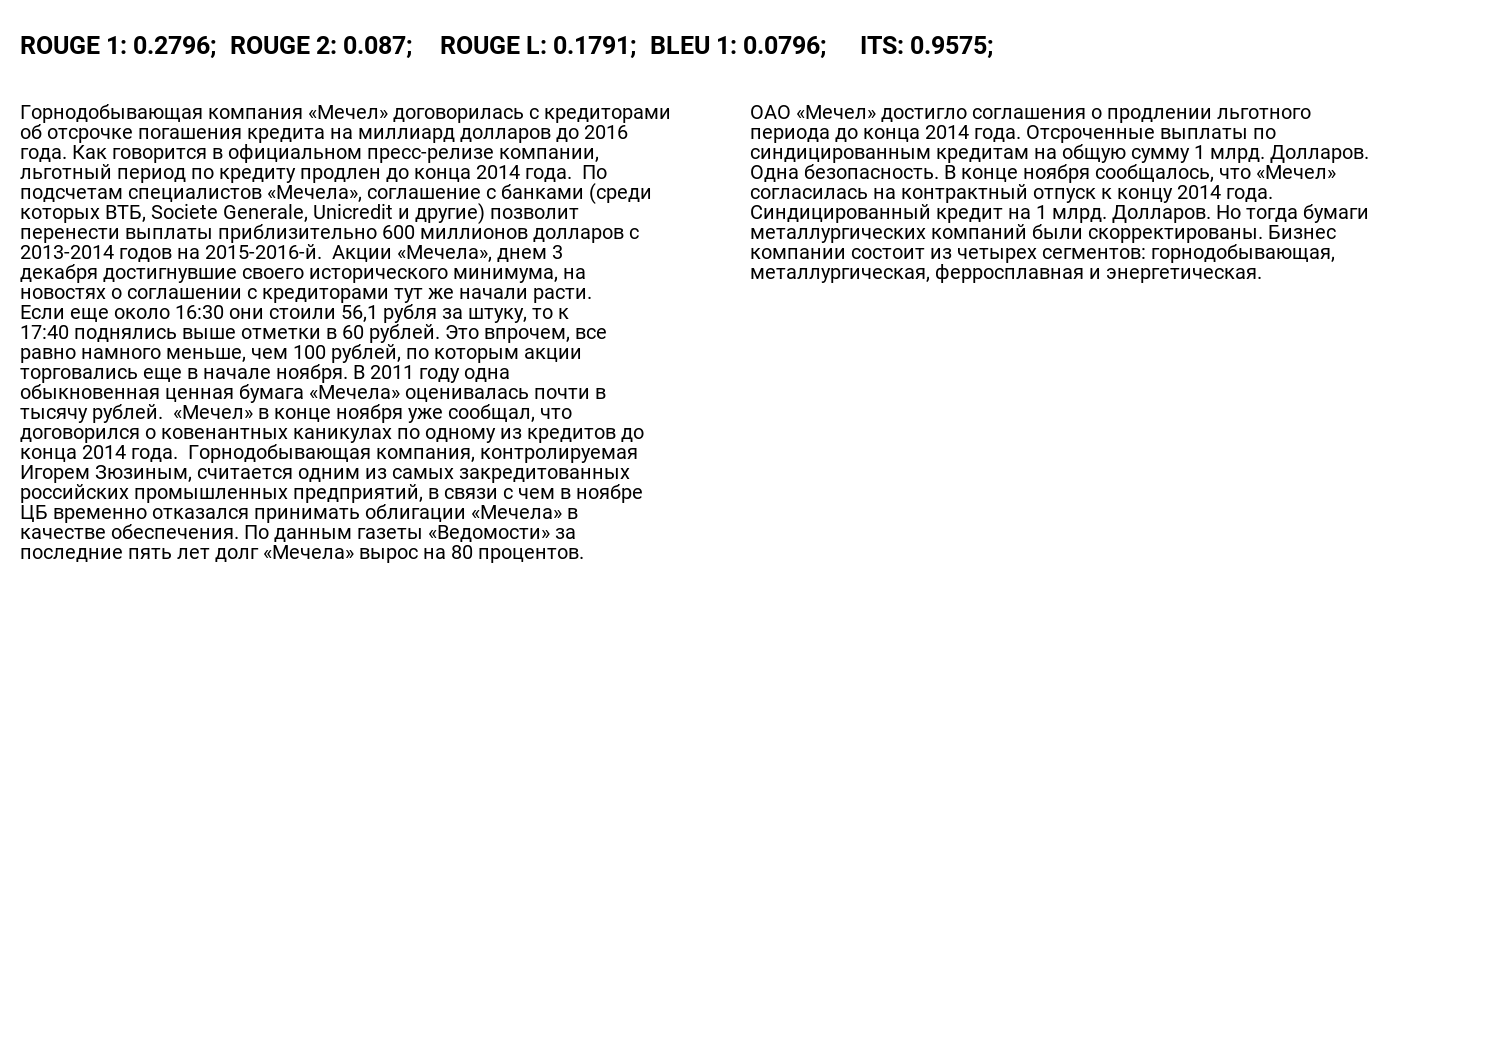 ROUGE 1: 0.2796; ROUGE 2: 0.087; ROUGE L: 0.1791; BLEU 1: 0.0796; ITS: 0.9575;
Горнодобывающая компания «Мечел» договорилась с кредиторами
об отсрочке погашения кредита на миллиард долларов до 2016
года. Как говорится в официальном пресс-релизе компании,
льготный период по кредиту продлен до конца 2014 года.  По
подсчетам специалистов «Мечела», соглашение с банками (среди
которых ВТБ, Societe Generale, Unicredit и другие) позволит
перенести выплаты приблизительно 600 миллионов долларов с
2013-2014 годов на 2015-2016-й.  Акции «Мечела», днем 3
декабря достигнувшие своего исторического минимума, на
новостях о соглашении с кредиторами тут же начали расти.
Если еще около 16:30 они стоили 56,1 рубля за штуку, то к
17:40 поднялись выше отметки в 60 рублей. Это впрочем, все
равно намного меньше, чем 100 рублей, по которым акции
торговались еще в начале ноября. В 2011 году одна
обыкновенная ценная бумага «Мечела» оценивалась почти в
тысячу рублей.  «Мечел» в конце ноября уже сообщал, что
договорился о ковенантных каникулах по одному из кредитов до
конца 2014 года.  Горнодобывающая компания, контролируемая
Игорем Зюзиным, считается одним из самых закредитованных
российских промышленных предприятий, в связи с чем в ноябре
ЦБ временно отказался принимать облигации «Мечела» в
качестве обеспечения. По данным газеты «Ведомости» за
последние пять лет долг «Мечела» вырос на 80 процентов.
ОАО «Мечел» достигло соглашения о продлении льготного
периода до конца 2014 года. Отсроченные выплаты по
синдицированным кредитам на общую сумму 1 млрд. Долларов.
Одна безопасность. В конце ноября сообщалось, что «Мечел»
согласилась на контрактный отпуск к концу 2014 года.
Синдицированный кредит на 1 млрд. Долларов. Но тогда бумаги
металлургических компаний были скорректированы. Бизнес
компании состоит из четырех сегментов: горнодобывающая,
металлургическая, ферросплавная и энергетическая.